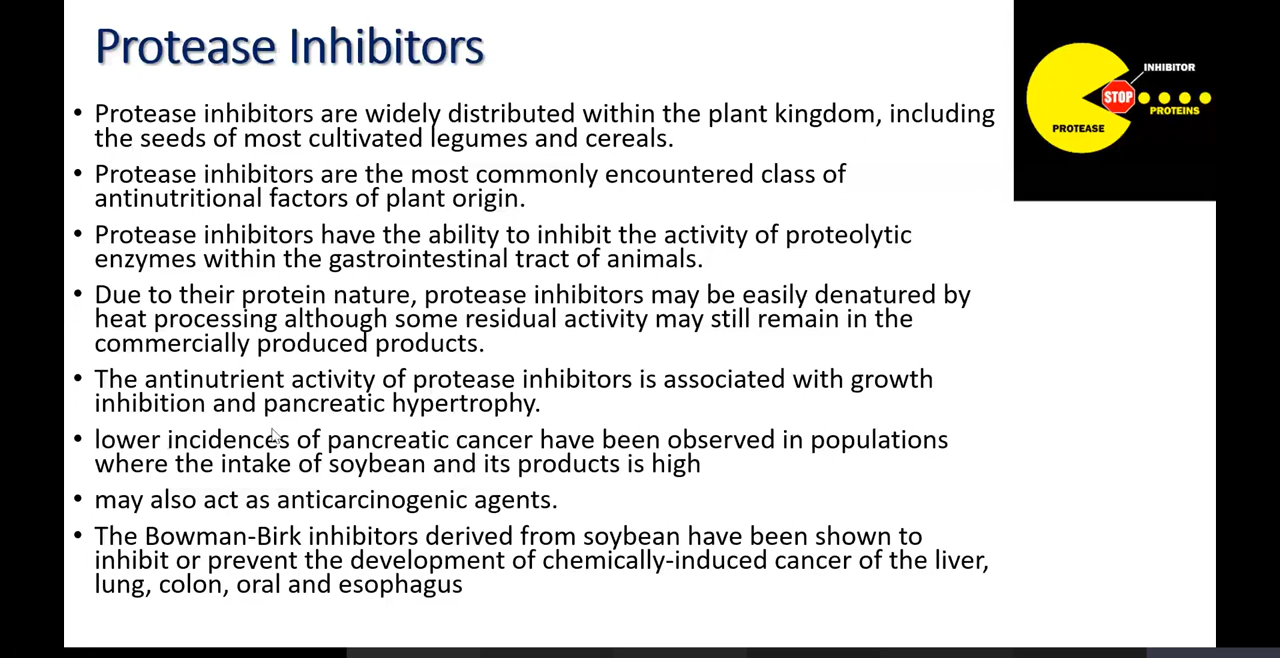 Protease Inhibitors
INHIBITOR
STOP
PROTEINS
PROTEASE
• Protease inhibitors are widely distributed within the plant kingdom, including
the seeds of most cultivated legumes and cereals.
• Protease inhibitors are the most commonly encountered class of
antinutritional factors of plant origin.
• Protease inhibitors have the ability to inhibit the activity of proteolytic
enzymes within the gastrointestinal tract of animals.
• Due to their protein nature, protease inhibitors may be easily denatured by
heat processing although some residual activity may still remain in the
commercially produced products.
• The antinutrient activity of protease inhibitors is associated with growth
inhibition and pancreatic hypertrophy.
• lower incidences of pancreatic cancer have been observed in populations
where the intake of soybean and its products is high
• may also act as anticarcinogenic agents.
• The Bowman-Birk inhibitors derived from soybean have been shown to
inhibit or prevent the development of chemically-induced cancer of the liver,
lung, colon, oral and esophagus